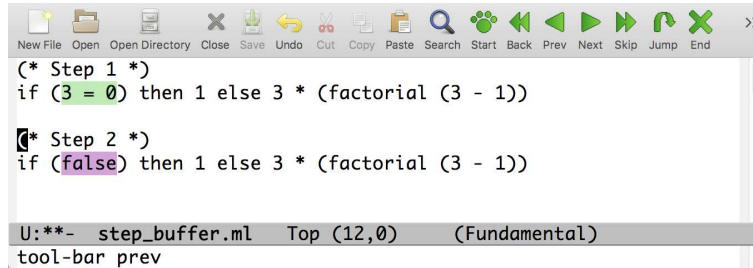 New File Open Open Directory Close Save Undo Cut Copy Paste Search Start Back Prev Next Skip Jump End
(* Step 1 *)
if (3 = 0) then 1 else 3 * (factorial (3 - 1))
(* Step 2 *)
if (false) then 1 else 3 * (factorial (3 - 1))
U:**- step_buffer.ml Top (12,0) (Fundamental)
tool-bar prev